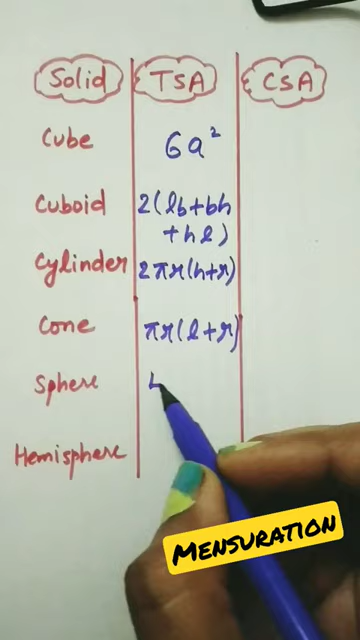 Solid TSA CSA
Cube 6a²
Cuboid 2(lb+bh
+hl)
Cylinder 2πr(h+r)
Cone πr(l+r)
Sphere
Hemisphere
MENSURATION